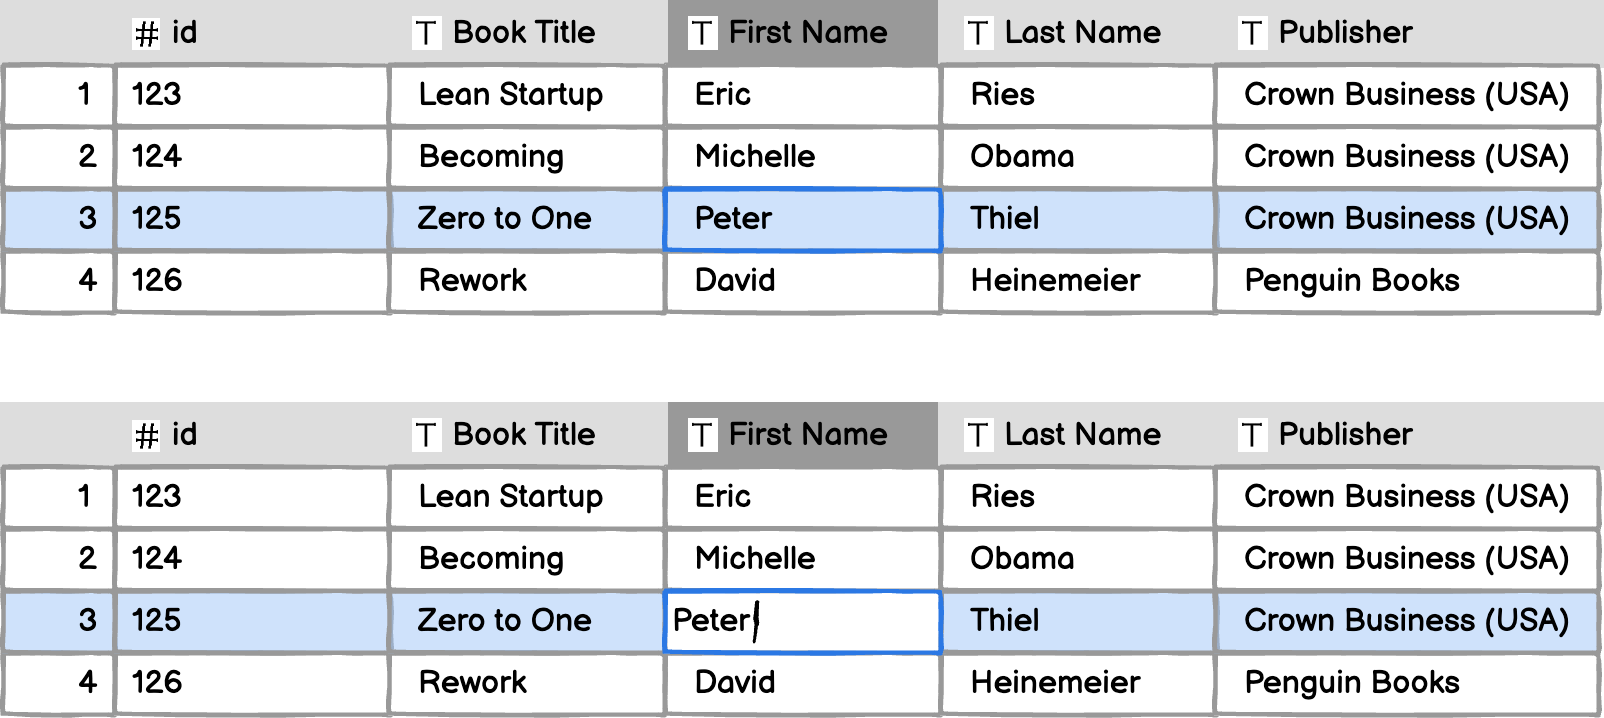 # id T Book Title T First Name T Last Name T Publisher
1 123 Lean Startup Eric Ries Crown Business (USA)
2 124 Becoming Michelle Obama Crown Business (USA)
3 125 Zero to One Peter Thiel Crown Business (USA)
4 126 Rework David Heinemeier Penguin Books
# id T Book Title T First Name T Last Name T Publisher
1 123 Lean Startup Eric Ries Crown Business (USA)
2 124 Becoming Michelle Obama Crown Business (USA)
3 125 Zero to One Peter Thiel Crown Business (USA)
4 126 Rework David Heinemeier Penguin Books